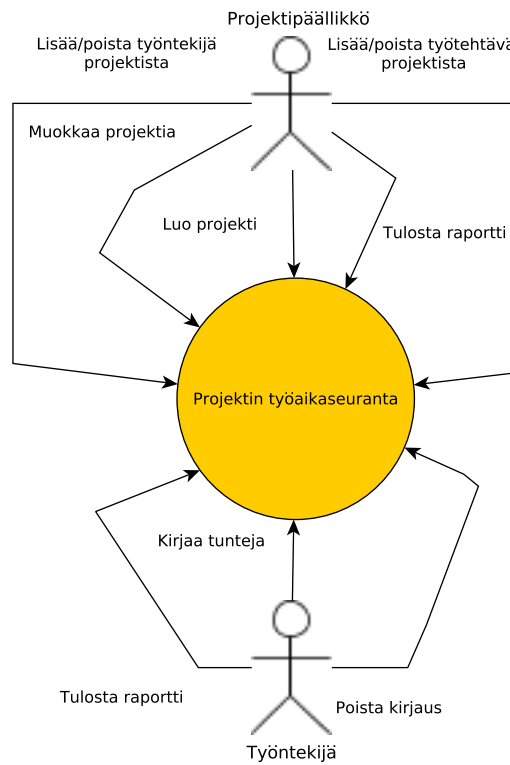 Projektipäällikkö
Lisää/poista työntekijä
projektista
Lisää/poista työtehtävä
projektista
Muokkaa projektia
Luo projekti
Tulosta raportti
Projektin työaikaseuranta
Kirjaa tunteja
Tulosta raportti
Poista kirjaus
Työntekijä